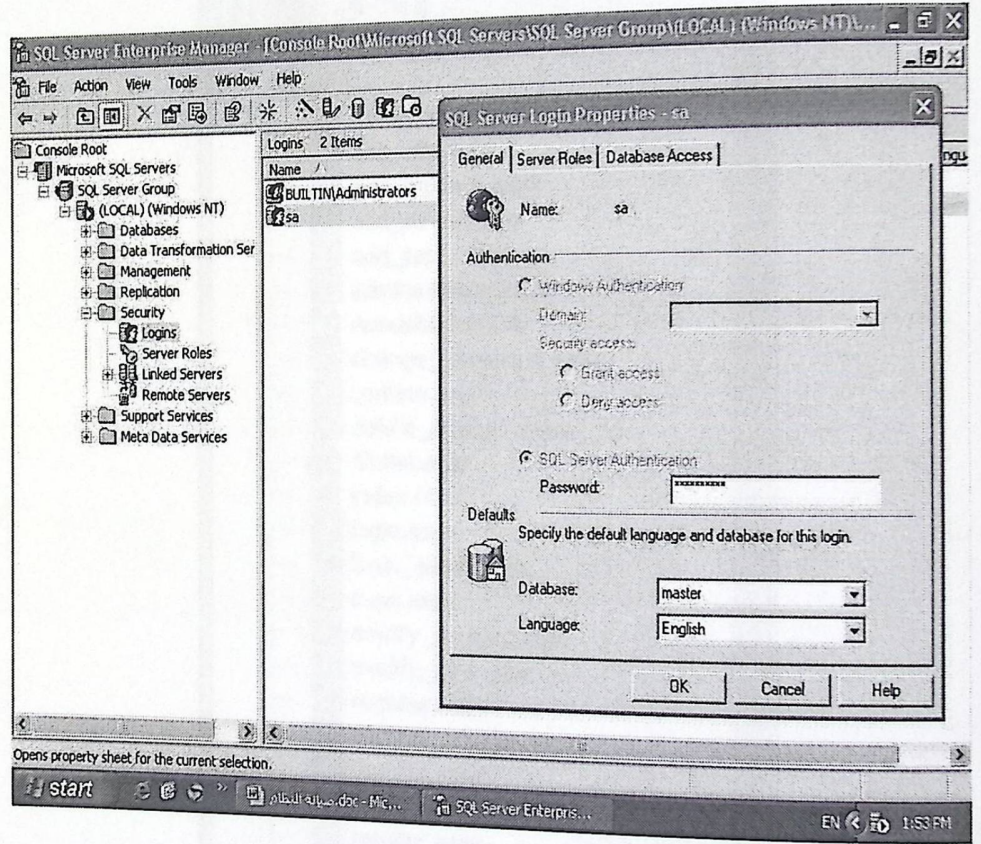 SQL Server Enterprise Manager - [Console Root\Microsoft SQL Servers\SQL Server Group\(LOCAL) (Windows NT)\...
File Action View Tools Window Help
Console Root
Microsoft SQL Servers
SQL Server Group
(LOCAL) (Windows NT)
Databases
Data Transformation Ser
Management
Replication
Security
Logins
Server Roles
Linked Servers
Remote Servers
Support Services
Meta Data Services
Logins 2 Items
Name
BUILTIN\Administrators
sa
ngu
SQL Server Login Properties - sa
General Server Roles Database Access
Name: sa
Authentication
Windows Authentication
Domain:
Security access:
Grant access
Deny access
SQL Server Authentication
Password:
Defaults
Specify the default language and database for this login.
Database: master
Language: English
OK Cancel Help
Opens property sheet for the current selection.
start
صيانة النظام.doc - Mic...
SQL Server Enterpris...
EN 1:53 PM